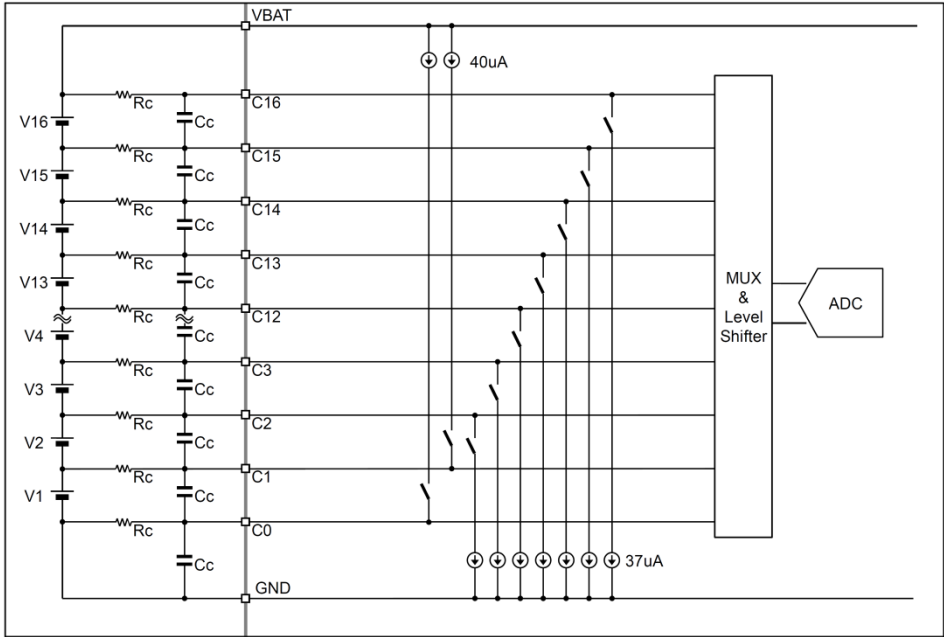 VBAT
40uA
Rc
C16
V16
Cc
Rc
C15
V15
Cc
Rc
C14
V14
Cc
Rc
C13
V13
Cc
Rc
C12
V4
Cc
Rc
C3
V3
Cc
Rc
C2
V2
Cc
Rc
C1
V1
Cc
Rc
C0
Cc
37uA
GND
MUX
&
Level
Shifter
ADC